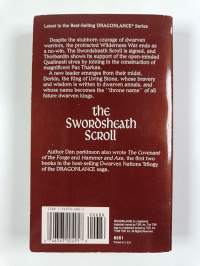 Latest in the Best-Selling DRAGONLANCE® Series
Despite the stubborn courage of dwarven
warriors, the protracted Wilderness War ends as
a no-win. The Swordsheath Scroll is signed, and
Thorbardin shows its support of the open-minded
Qualinesti elves by joining in the construction of
magnificent Pax Tharkas.
A new leader emerges from their midst,
Derkin, the King of Living Stone, whose bravery
and wisdom is written in dwarven annals, and
whose name becomes the "throne name" of all
future dwarven kings.
the
Swordsheath
Scroll
Author Dan parkinson also wrote The Covenant
of the Forge and Hammer and Axe, the first two
books in the best-selling Dwarven Nations Trilogy
of the DRAGONLANCE saga.